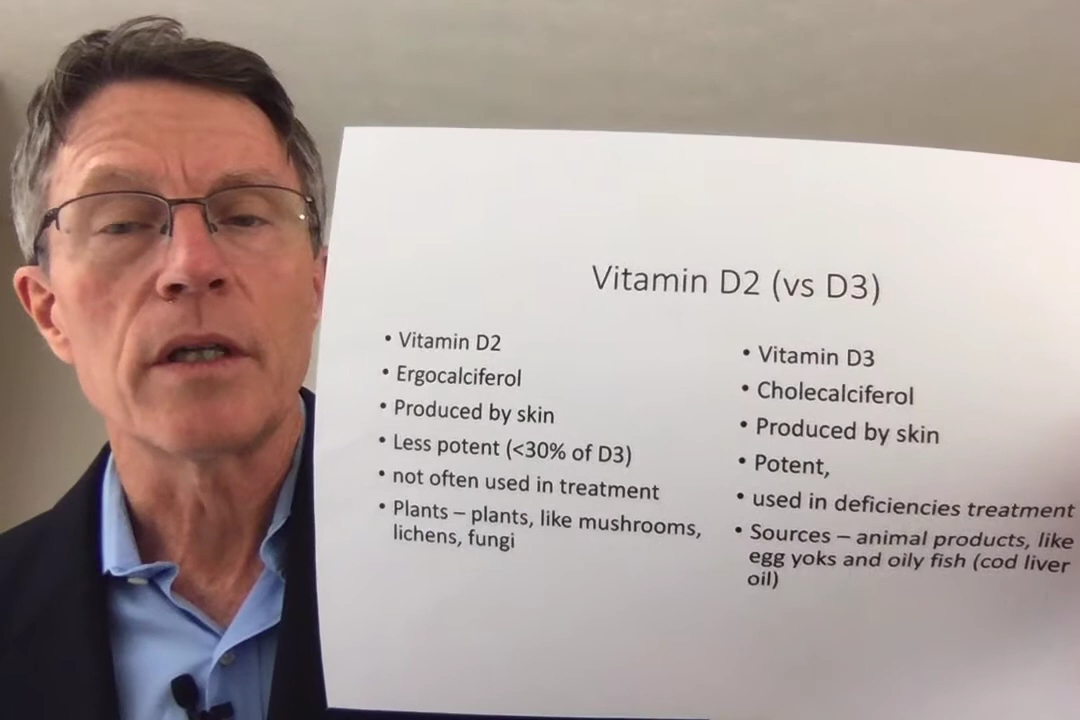 Vitamin D2 (vs D3)
• Vitamin D2
• Ergocalciferol
• Produced by skin
• Less potent (<30% of D3)
• not often used in treatment
• Plants – plants, like mushrooms,
lichens, fungi
• Vitamin D3
• Cholecalciferol
• Produced by skin
• Potent,
• used in deficiencies treatment
• Sources – animal products, like
egg yoks and oily fish (cod liver
oil)